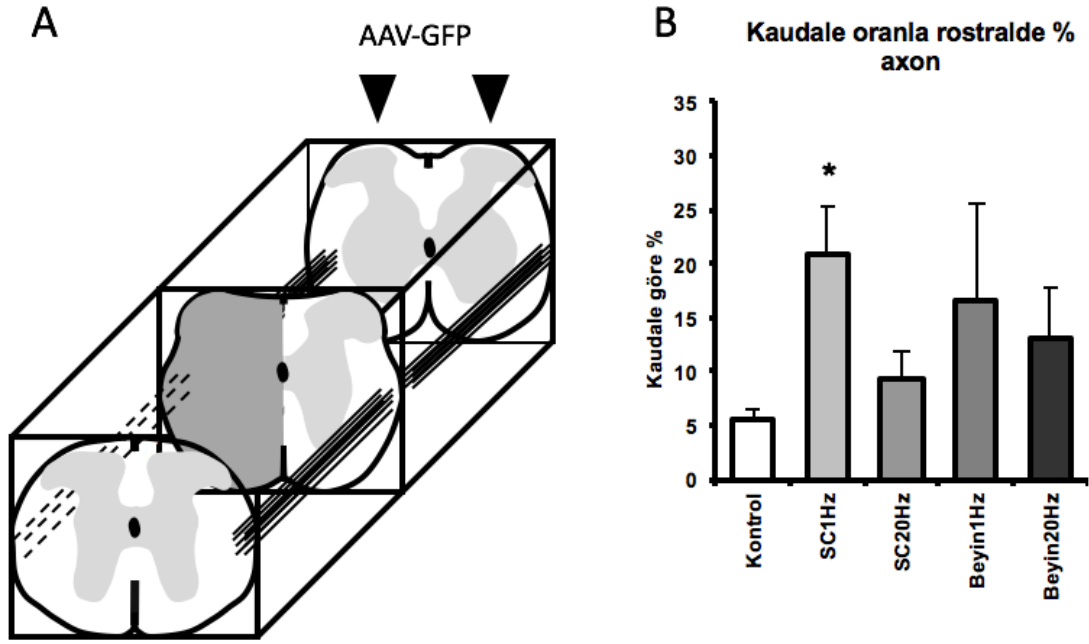 A
AAV-GFP
B
Kaudale oranla rostralde %
axon
Kaudale göre %
35
30
25
20
15
10
5
0
*
Kontrol
SC1Hz
SC20Hz
Beyin1Hz
Beyin20Hz